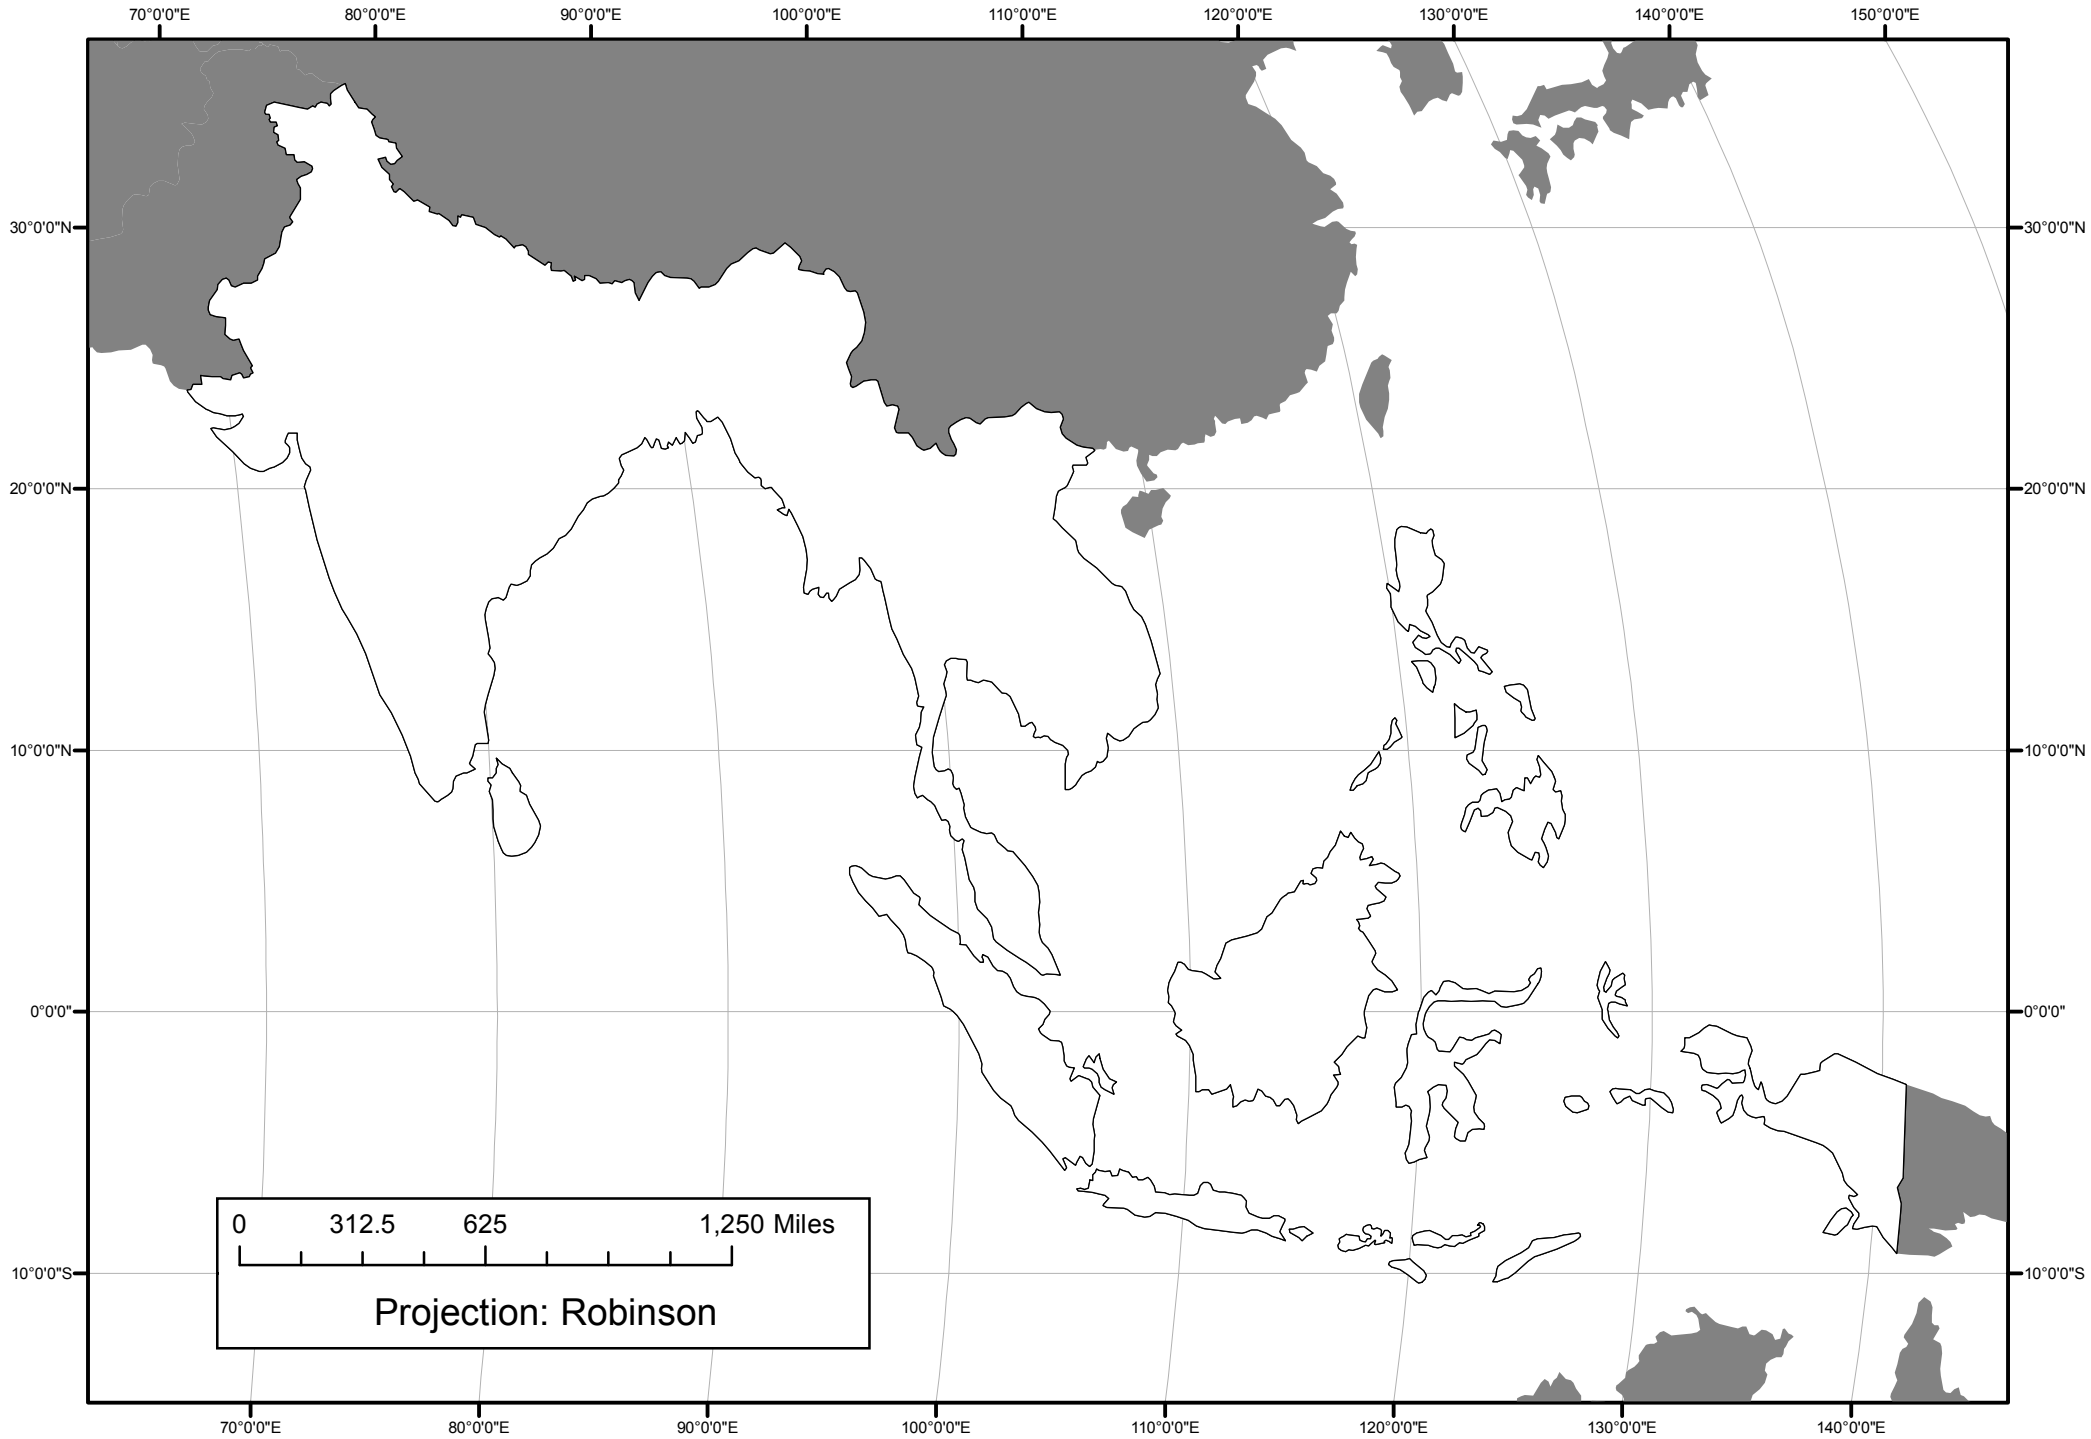 70°0'0"E 80°0'0"E 90°0'0"E 100°0'0"E 110°0'0"E 120°0'0"E 130°0'0"E 140°0'0"E 150°0'0"E
30°0'0"N 30°0'0"N
20°0'0"N 20°0'0"N
10°0'0"N 10°0'0"N
0°0'0" 0°0'0"
0 312.5 625 1,250 Miles
10°0'0"S 10°0'0"S
Projection: Robinson
70°0'0"E 80°0'0"E 90°0'0"E 100°0'0"E 110°0'0"E 120°0'0"E 130°0'0"E 140°0'0"E